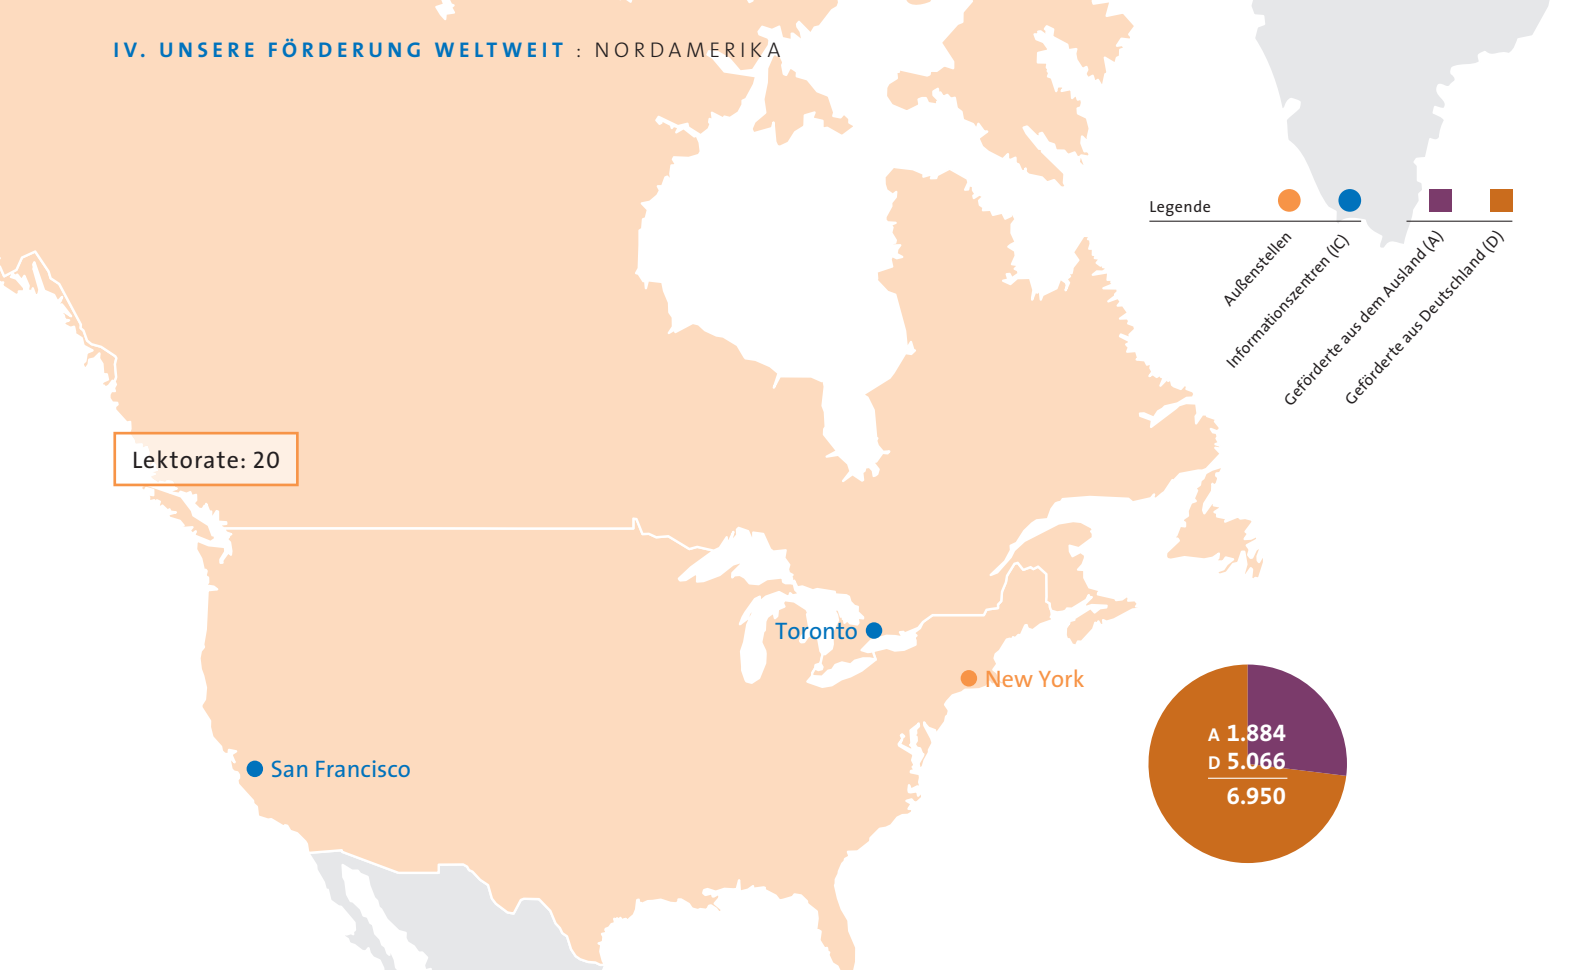 IV. UNSERE FÖRDERUNG WELTWEIT : NORDAMERIKA
Legende
Außenstellen
Informationszentren (IC)
Geförderte aus dem Ausland (A)
Geförderte aus Deutschland (D)
Lektorate: 20
Toronto
New York
San Francisco
A 1.884
D 5.066
6.950